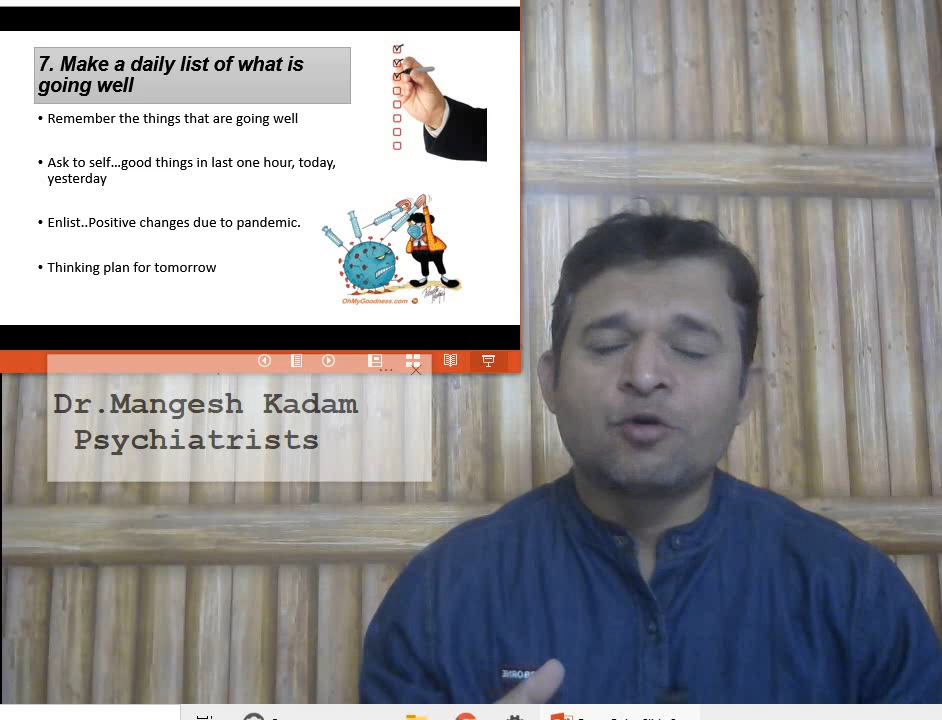 7. Make a daily list of what is
going well
• Remember the things that are going well
• Ask to self...good things in last one hour, today,
yesterday
• Enlist..Positive changes due to pandemic.
• Thinking plan for tomorrow
OhMyGoodness.com
Dr.Mangesh Kadam
Psychiatrists